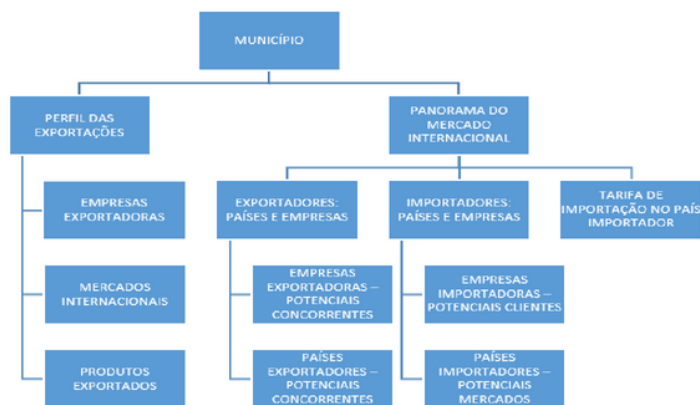 MUNICÍPIO
PERFIL DAS
EXPORTAÇÕES
PANORAMA DO
MERCADO
INTERNACIONAL
EMPRESAS
EXPORTADORAS
EXPORTADORES:
PAÍSES E EMPRESAS
IMPORTADORES:
PAÍSES E EMPRESAS
TARIFA DE
IMPORTAÇÃO NO PAÍS
IMPORTADOR
MERCADOS
INTERNACIONAIS
EMPRESAS
EXPORTADORAS –
POTENCIAIS
CONCORRENTES
EMPRESAS
IMPORTADORAS –
POTENCIAIS CLIENTES
PRODUTOS
EXPORTADOS
PAÍSES
EXPORTADORES –
POTENCIAIS
CONCORRENTES
PAÍSES
IMPORTADORES –
POTENCIAIS
MERCADOS